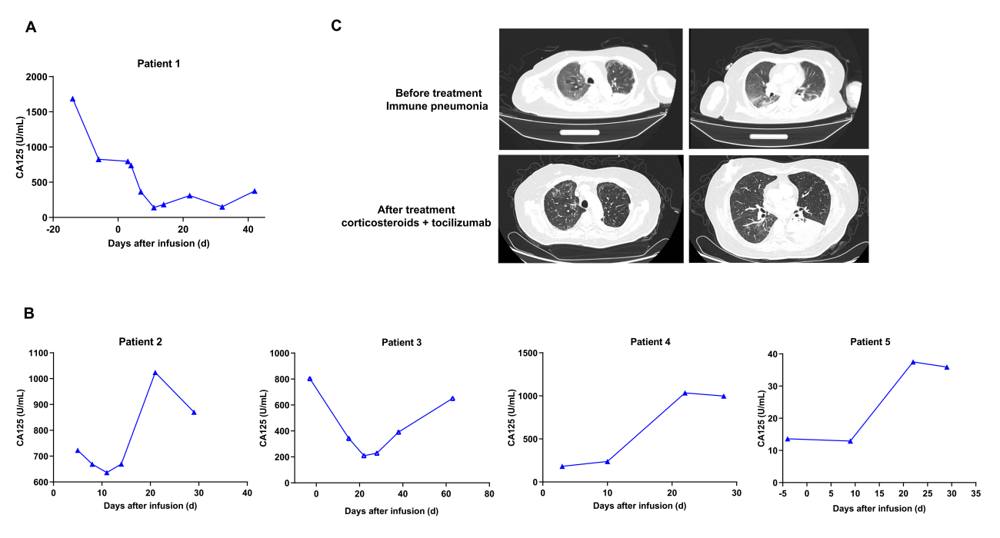 A
Patient 1
CA125 (U/mL)
2000
1500
1000
500
0
-20 0 20 40
Days after infusion (d)
C
Before treatment
Immune pneumonia
After treatment
corticosteroids + tocilizumab
B
Patient 2
CA125 (U/mL)
1100
1000
900
800
700
600
0 10 20 30 40
Days after infusion (d)
Patient 3
CA125 (U/mL)
1000
800
600
400
200
0
0 20 40 60 80
Days after infusion (d)
Patient 4
CA125 (U/mL)
1500
1000
500
0
0 10 20 30
Days after infusion (d)
Patient 5
CA125 (U/mL)
40
30
20
10
0
-5 0 5 10 15 20 25 30 35
Days after infusion (d)